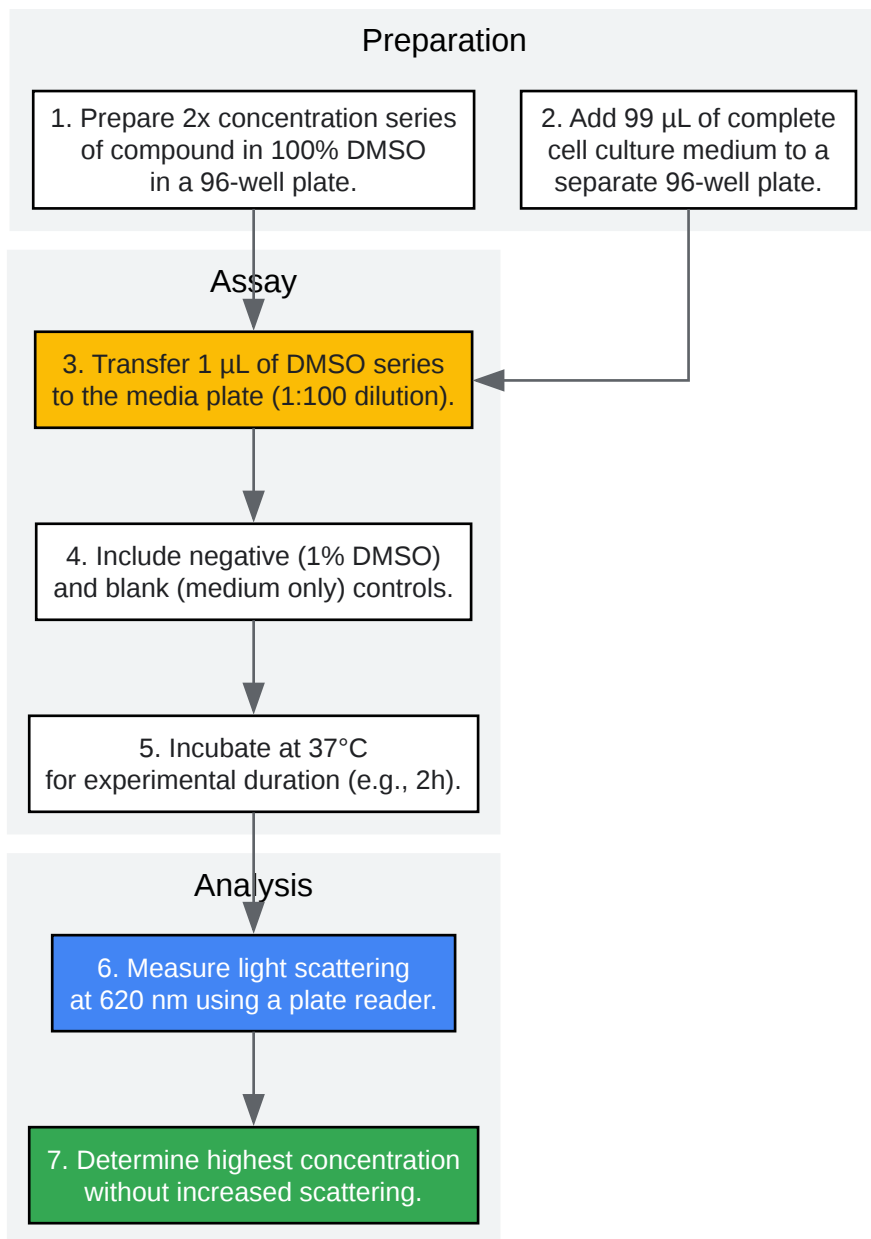 Preparation
1. Prepare 2x concentration series
of compound in 100% DMSO
in a 96-well plate.
2. Add 99 µL of complete
cell culture medium to a
separate 96-well plate.
Assay
3. Transfer 1 µL of DMSO series
to the media plate (1:100 dilution).
4. Include negative (1% DMSO)
and blank (medium only) controls.
5. Incubate at 37°C
for experimental duration (e.g., 2h).
Analysis
6. Measure light scattering
at 620 nm using a plate reader.
7. Determine highest concentration
without increased scattering.